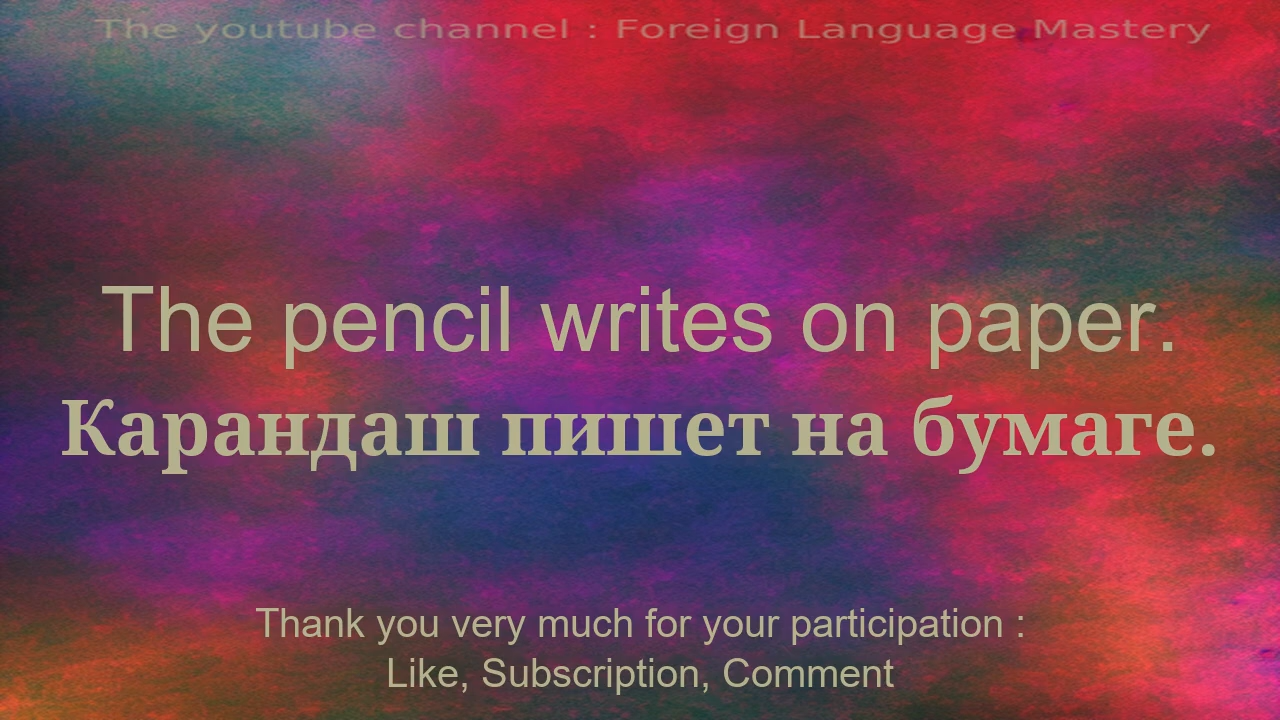 The youtube channel : Foreign Language Mastery
The pencil writes on paper.
Карандаш пишет на бумаге.
Thank you very much for your participation :
Like, Subscription, Comment